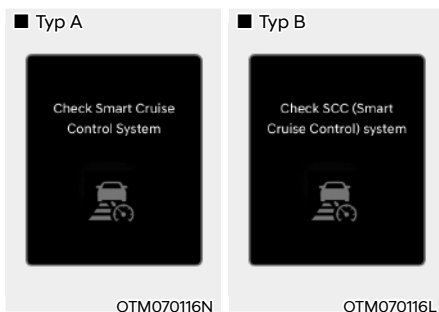 ■ Typ A
Check Smart Cruise
Control System
OTM070116N
■ Typ B
Check SCC (Smart
Cruise Control) system
OTM070116L